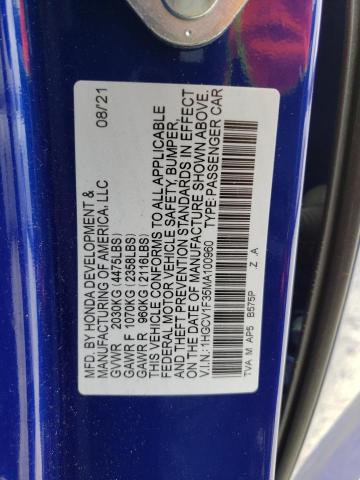 MFD. BY HONDA DEVELOPMENT & 08/21
MANUFACTURING OF AMERICA, LLC
GVWR 2030KG (4475LBS)
GAWR F 1070KG (2358LBS)
GAWR R 960KG (2116LBS)
THIS VEHICLE CONFORMS TO ALL APPLICABLE
FEDERAL MOTOR VEHICLE SAFETY, BUMPER,
AND THEFT PREVENTION STANDARDS IN EFFECT
ON THE DATE OF MANUFACTURE SHOWN ABOVE.
V.I.N.: 1HGCV1F35MA100960 TYPE:PASSENGER CAR
TVA M AP5 B575P .Z .A